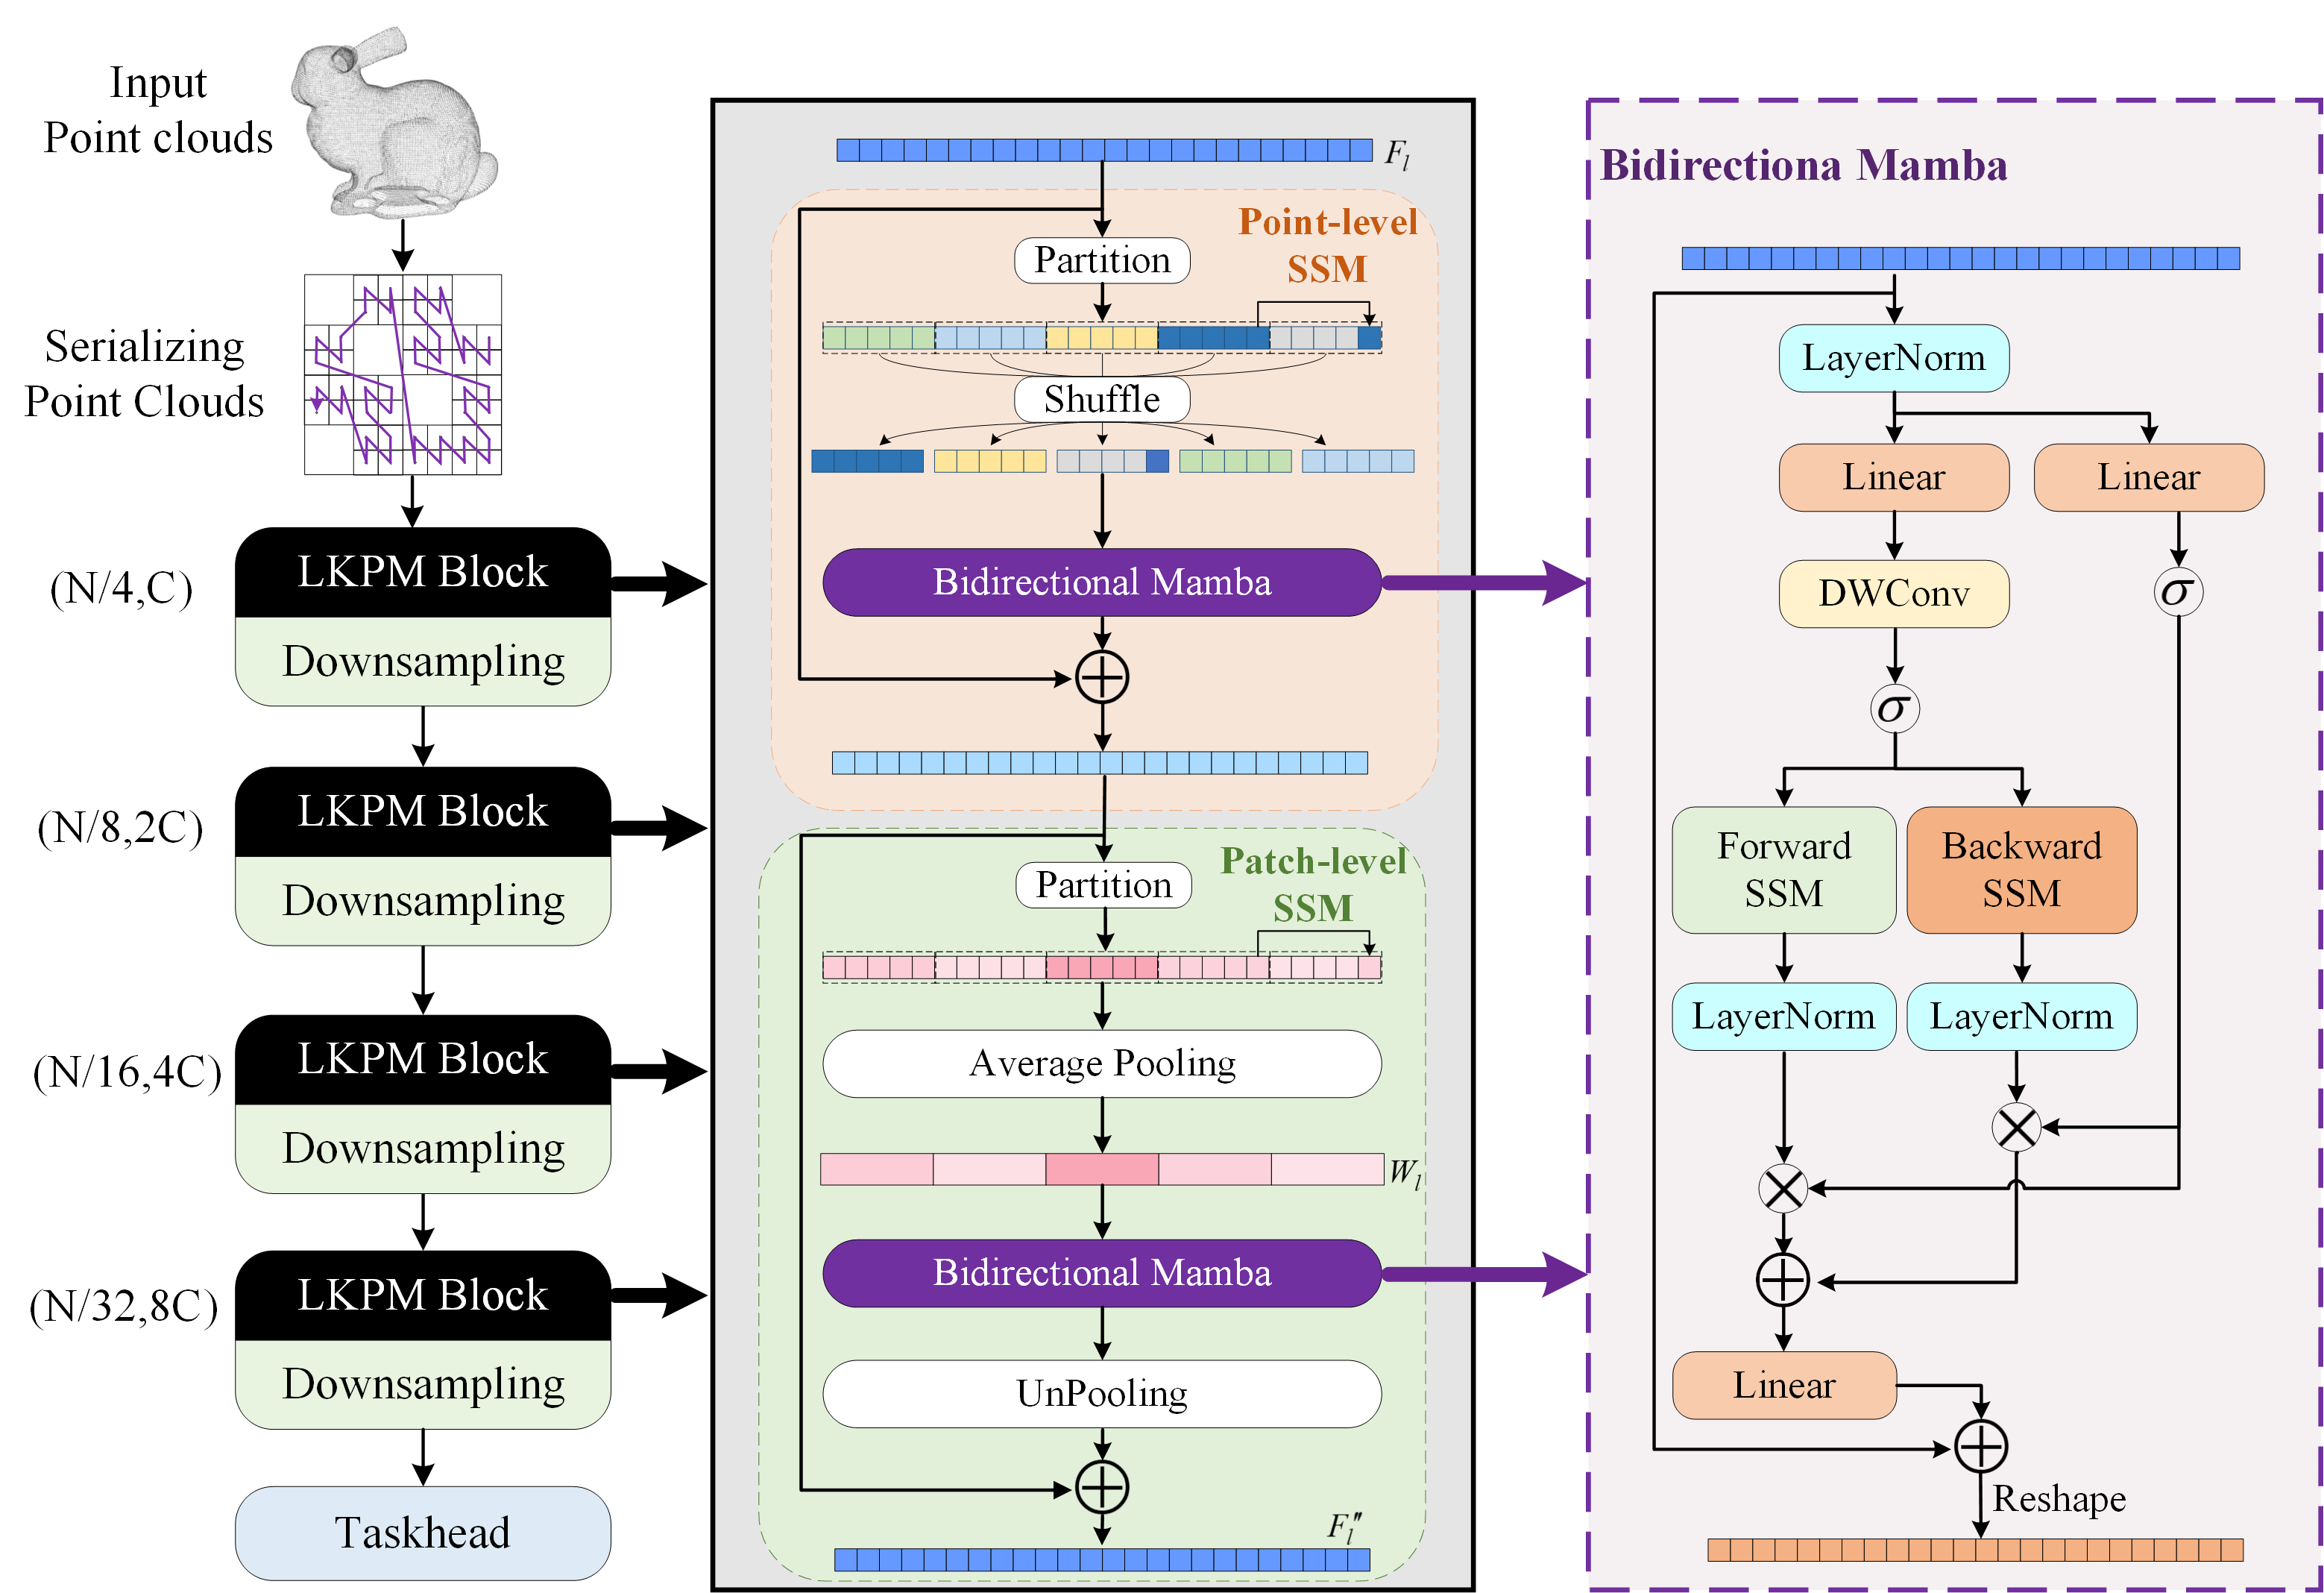 Input
Point clouds
Serializing
Point Clouds
(N/4,C)
LKPM Block
Downsampling
(N/8,2C)
LKPM Block
Downsampling
(N/16,4C)
LKPM Block
Downsampling
(N/32,8C)
LKPM Block
Downsampling
Taskhead
F_l
Point-level
SSM
Partition
Shuffle
Bidirectional Mamba
Patch-level
SSM
Partition
Average Pooling
W_l
Bidirectional Mamba
UnPooling
F_l″
Bidirectiona Mamba
LayerNorm
Linear
Linear
DWConv
σ
σ
Forward
SSM
Backward
SSM
LayerNorm
LayerNorm
Linear
Reshape